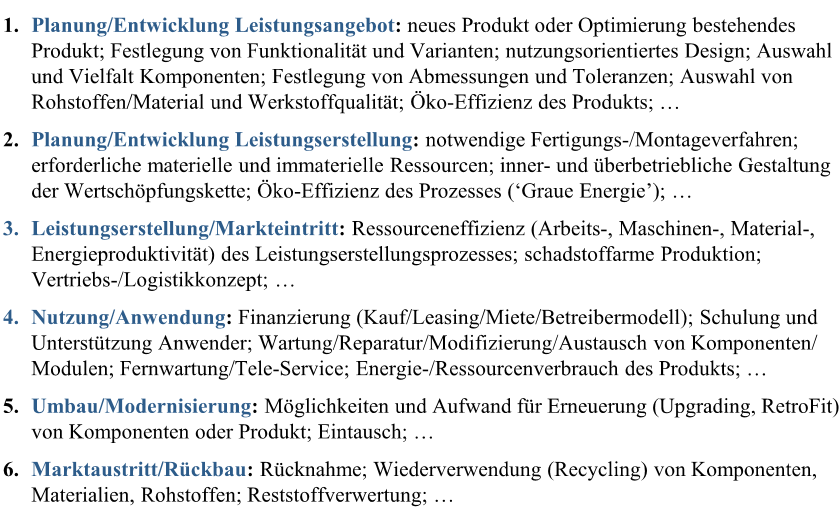 1. Planung/Entwicklung Leistungsangebot: neues Produkt oder Optimierung bestehendes
Produkt; Festlegung von Funktionalität und Varianten; nutzungsorientiertes Design; Auswahl
und Vielfalt Komponenten; Festlegung von Abmessungen und Toleranzen; Auswahl von
Rohstoffen/Material und Werkstoffqualität; Öko-Effizienz des Produkts; …
2. Planung/Entwicklung Leistungserstellung: notwendige Fertigungs-/Montageverfahren;
erforderliche materielle und immaterielle Ressourcen; inner- und überbetriebliche Gestaltung
der Wertschöpfungskette; Öko-Effizienz des Prozesses (‘Graue Energie’); …
3. Leistungserstellung/Markteintritt: Ressourceneffizienz (Arbeits-, Maschinen-, Material-,
Energieproduktivität) des Leistungserstellungsprozesses; schadstoffarme Produktion;
Vertriebs-/Logistikkonzept; …
4. Nutzung/Anwendung: Finanzierung (Kauf/Leasing/Miete/Betreibermodell); Schulung und
Unterstützung Anwender; Wartung/Reparatur/Modifizierung/Austausch von Komponenten/
Modulen; Fernwartung/Tele-Service; Energie-/Ressourcenverbrauch des Produkts; …
5. Umbau/Modernisierung: Möglichkeiten und Aufwand für Erneuerung (Upgrading, RetroFit)
von Komponenten oder Produkt; Eintausch; …
6. Marktaustritt/Rückbau: Rücknahme; Wiederverwendung (Recycling) von Komponenten,
Materialien, Rohstoffen; Reststoffverwertung; …